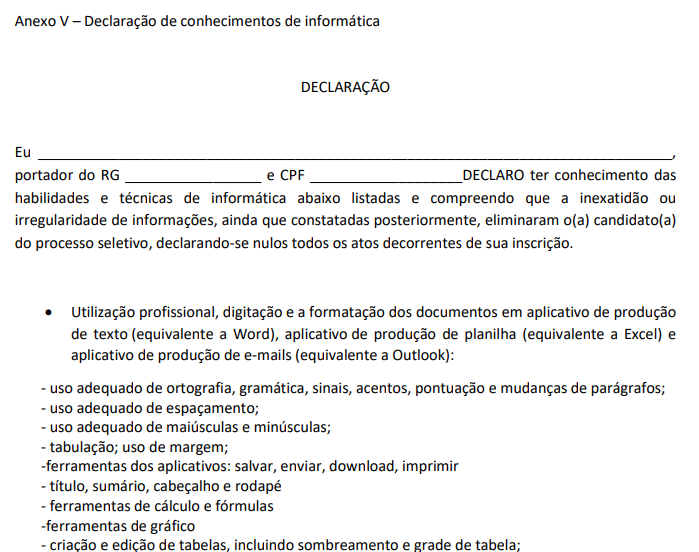 Anexo V – Declaração de conhecimentos de informática
DECLARAÇÃO
Eu ___________________________________________________________________________,
portador do RG ________________ e CPF __________________DECLARO ter conhecimento das
habilidades e técnicas de informática abaixo listadas e compreendo que a inexatidão ou
irregularidade de informações, ainda que constatadas posteriormente, eliminaram o(a) candidato(a)
do processo seletivo, declarando-se nulos todos os atos decorrentes de sua inscrição.
• Utilização profissional, digitação e a formatação dos documentos em aplicativo de produção
de texto (equivalente a Word), aplicativo de produção de planilha (equivalente a Excel) e
aplicativo de produção de e-mails (equivalente a Outlook):
- uso adequado de ortografia, gramática, sinais, acentos, pontuação e mudanças de parágrafos;
- uso adequado de espaçamento;
- uso adequado de maiúsculas e minúsculas;
- tabulação; uso de margem;
-ferramentas dos aplicativos: salvar, enviar, download, imprimir
- título, sumário, cabeçalho e rodapé
- ferramentas de cálculo e fórmulas
-ferramentas de gráfico
- criação e edição de tabelas, incluindo sombreamento e grade de tabela;